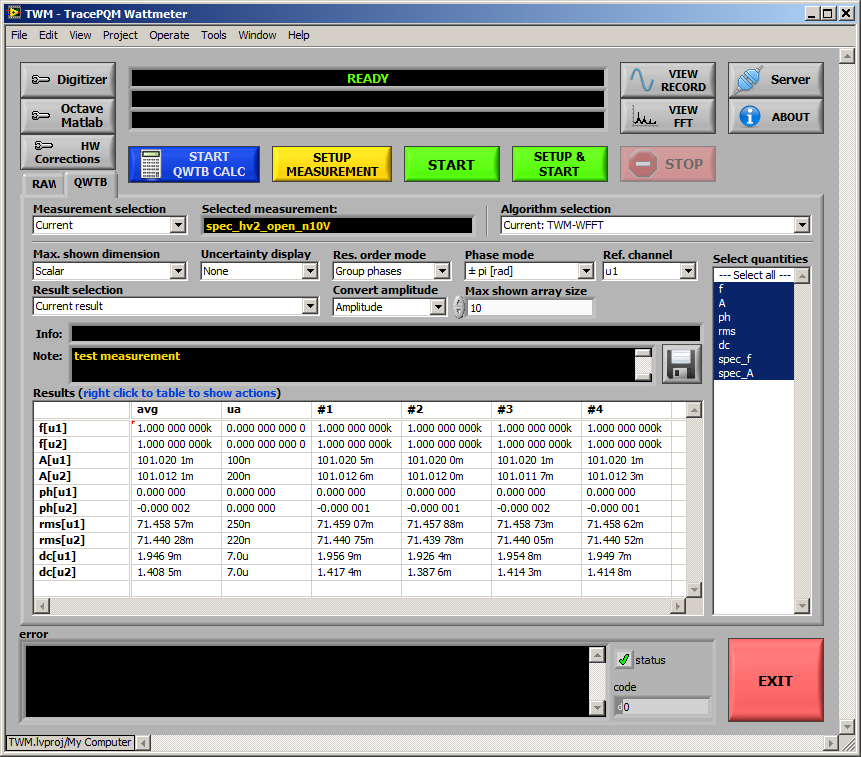 TWM - TracePQM Wattmeter
File Edit View Project Operate Tools Window Help
Digitizer
Octave
Matlab
HW
Corrections
READY
VIEW
RECORD
VIEW
FFT
Server
ABOUT
START
QWTB CALC
SETUP
MEASUREMENT
START
SETUP &
START
STOP
RAW QWTB
Measurement selection
Current
Selected measurement:
spec_hv2_open_n10V
Algorithm selection
Current: TWM-WFFT
Max. shown dimension
Scalar
Uncertainty display
None
Res. order mode
Group phases
Phase mode
± pi [rad]
Ref. channel
u1
Result selection
Current result
Convert amplitude
Amplitude
Max shown array size
10
Select quantities
--- Select all ---
f
A
ph
rms
dc
spec_f
spec_A
Info:
Note: test measurement
Results (right click to table to show actions)
avg ua #1 #2 #3 #4
f[u1] 1.000 000 000k 0.000 000 000 0 1.000 000 000k 1.000 000 000k 1.000 000 000k 1.000 000 000k
f[u2] 1.000 000 000k 0.000 000 000 0 1.000 000 000k 1.000 000 000k 1.000 000 000k 1.000 000 000k
A[u1] 101.020 1m 100n 101.020 5m 101.020 0m 101.020 1m 101.020 1m
A[u2] 101.012 1m 200n 101.012 6m 101.012 0m 101.011 7m 101.012 3m
ph[u1] 0.000 000 0.000 000 0.000 000 0.000 000 0.000 000 0.000 000
ph[u2] -0.000 002 0.000 000 -0.000 001 -0.000 001 -0.000 002 -0.000 001
rms[u1] 71.458 57m 250n 71.459 07m 71.457 88m 71.458 73m 71.458 62m
rms[u2] 71.440 28m 220n 71.440 75m 71.439 78m 71.440 05m 71.440 52m
dc[u1] 1.946 9m 7.0u 1.956 9m 1.926 4m 1.954 8m 1.949 7m
dc[u2] 1.408 5m 7.0u 1.417 4m 1.387 6m 1.414 3m 1.414 8m
error
status
code
d0
EXIT
TWM.lvproj/My Computer